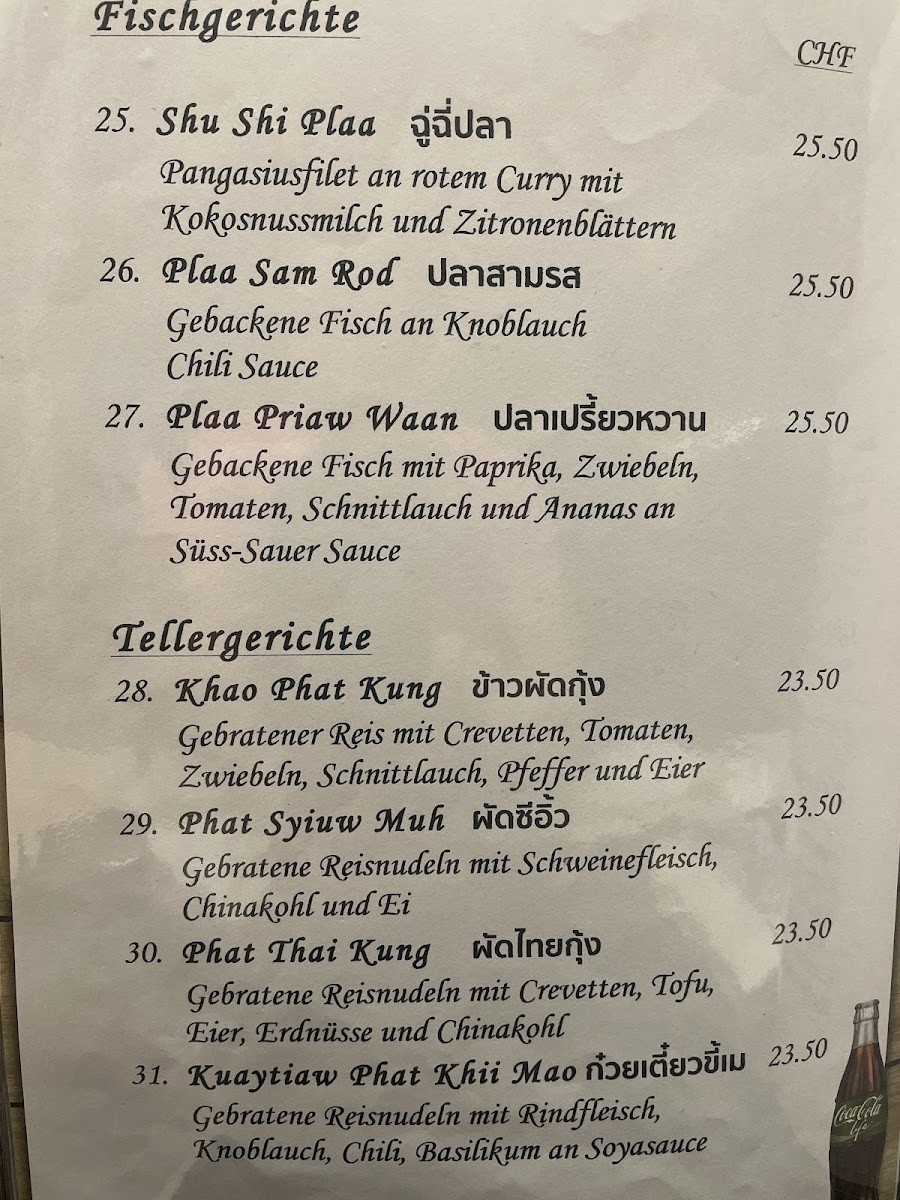 Fischgerichte
CHF
25. Shu Shi Plaa ฉู่ฉี่ปลา 25.50
Pangasiusfilet an rotem Curry mit
Kokosnussmilch und Zitronenblättern
26. Plaa Sam Rod ปลาสามรส 25.50
Gebackene Fisch an Knoblauch
Chili Sauce
27. Plaa Priaw Waan ปลาเปรี้ยวหวาน 25.50
Gebackene Fisch mit Paprika, Zwiebeln,
Tomaten, Schnittlauch und Ananas an
Süss-Sauer Sauce
Tellergerichte
28. Khao Phat Kung ข้าวผัดกุ้ง 23.50
Gebratener Reis mit Crevetten, Tomaten,
Zwiebeln, Schnittlauch, Pfeffer und Eier
29. Phat Syiuw Muh ผัดซีอิ้ว 23.50
Gebratene Reisnudeln mit Schweinefleisch,
Chinakohl und Ei
30. Phat Thai Kung ผัดไทยกุ้ง 23.50
Gebratene Reisnudeln mit Crevetten, Tofu,
Eier, Erdnüsse und Chinakohl
31. Kuaytiaw Phat Khii Mao ก๋วยเตี๋ยวขี้เม 23.50
Gebratene Reisnudeln mit Rindfleisch,
Knoblauch, Chili, Basilikum an Soyasauce
Coca-Cola
life